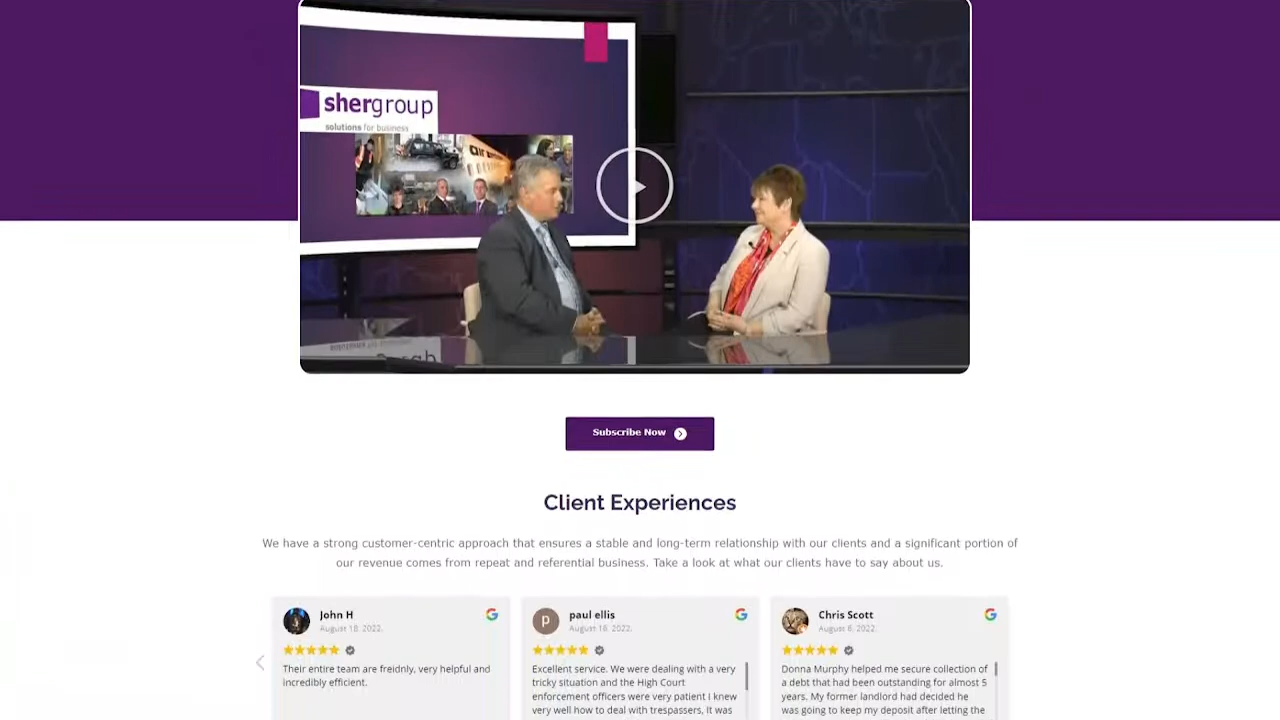 shergroup
solutions for business
Subscribe Now
Client Experiences
We have a strong customer-centric approach that ensures a stable and long-term relationship with our clients and a significant portion of
our revenue comes from repeat and referential business. Take a look at what our clients have to say about us.
John H
August 18, 2022.
Their entire team are freidnly, very helpful and
incredibly efficient.
p
paul ellis
August 16, 2022.
Excellent service. We were dealing with a very
tricky situation and the High Court
enforcement officers were very patient i knew
very well how to deal with trespassers, It was
Chris Scott
August 6, 2022.
Donna Murphy helped me secure collection of
a debt that had been outstanding for almost 5
years. My former landlord had decided he
was going to keep my deposit after letting the